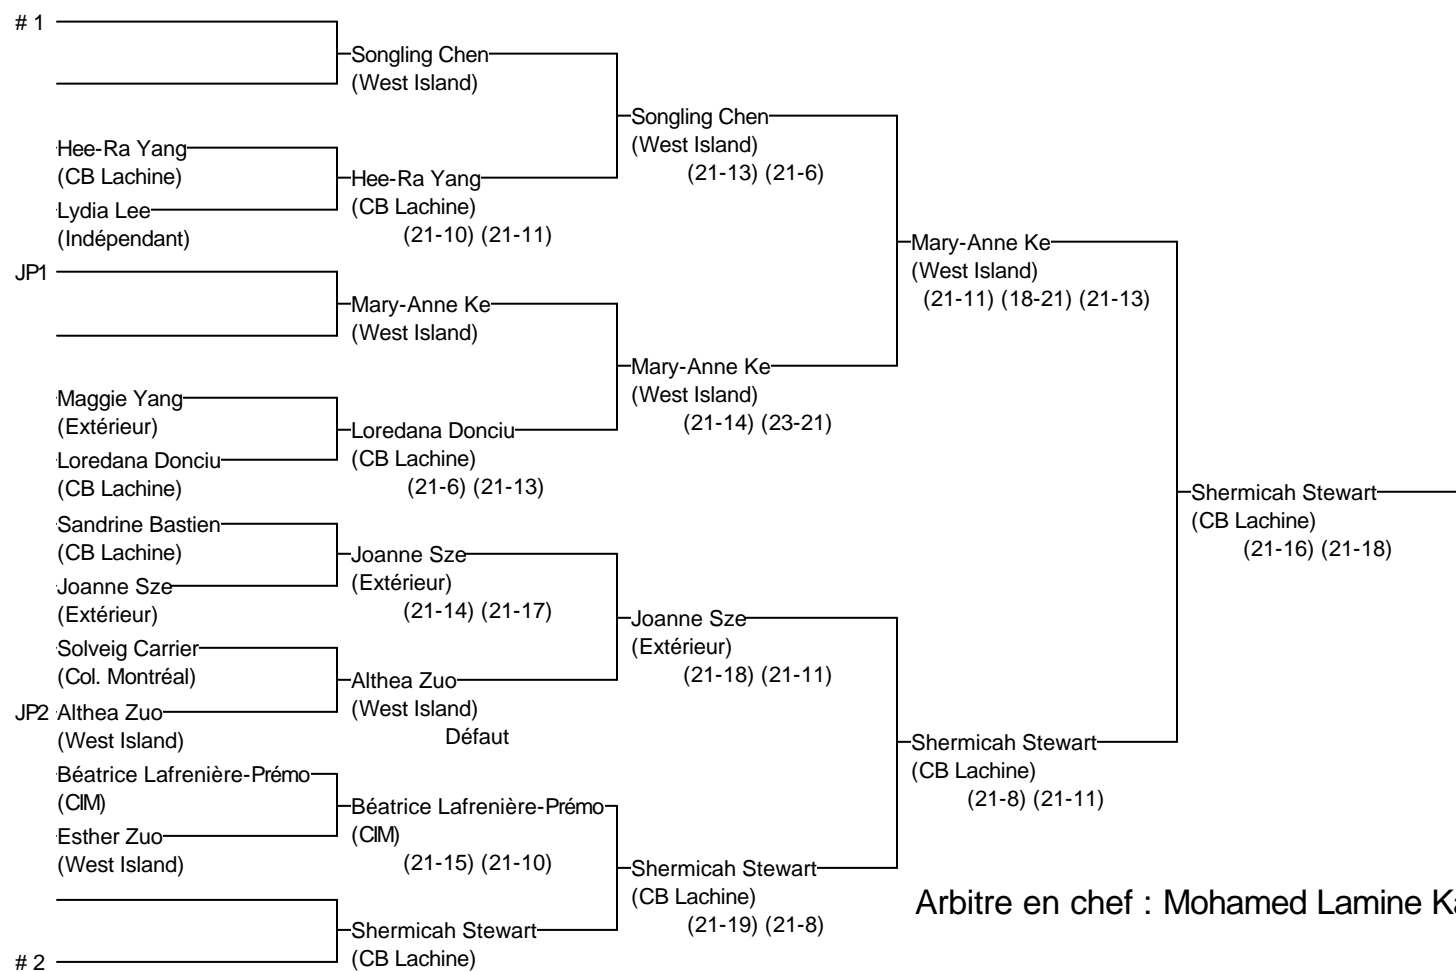 # 1
Songling Chen
(West Island)
Songling Chen
(West Island)
(21-13) (21-6)
Hee-Ra Yang
(CB Lachine)
Hee-Ra Yang
(CB Lachine)
(21-10) (21-11)
Lydia Lee
(Indépendant)
Mary-Anne Ke
(West Island)
(21-11) (18-21) (21-13)
JP1
Mary-Anne Ke
(West Island)
Mary-Anne Ke
(West Island)
(21-14) (23-21)
Maggie Yang
(Extérieur)
Loredana Donciu
(CB Lachine)
(21-6) (21-13)
Loredana Donciu
(CB Lachine)
Shermicah Stewart
(CB Lachine)
(21-16) (21-18)
Sandrine Bastien
(CB Lachine)
Joanne Sze
(Extérieur)
(21-14) (21-17)
Joanne Sze
(Extérieur)
Joanne Sze
(Extérieur)
(21-18) (21-11)
Solveig Carrier
(Col. Montréal)
Althea Zuo
(West Island)
Défaut
JP2 Althea Zuo
(West Island)
Shermicah Stewart
(CB Lachine)
(21-8) (21-11)
Béatrice Lafrenière-Prémo
(CIM)
Béatrice Lafrenière-Prémo
(CIM)
(21-15) (21-10)
Esther Zuo
(West Island)
Shermicah Stewart
(CB Lachine)
(21-19) (21-8)
Arbitre en chef : Mohamed Lamine
Shermicah Stewart
(CB Lachine)
# 2